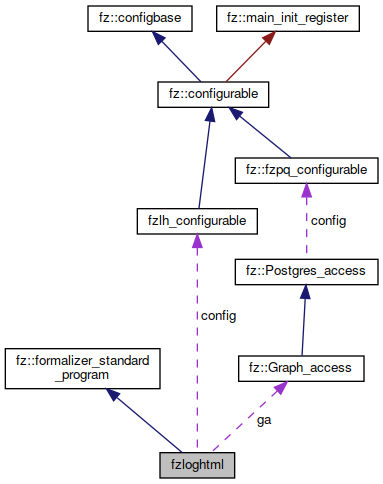 fz::configbase
fz::main_init_register
fz::configurable
fz::fzpq_configurable
fzlh_configurable
config
fz::Postgres_access
config
fz::formalizer_standard
_program
fz::Graph_access
ga
fzloghtml